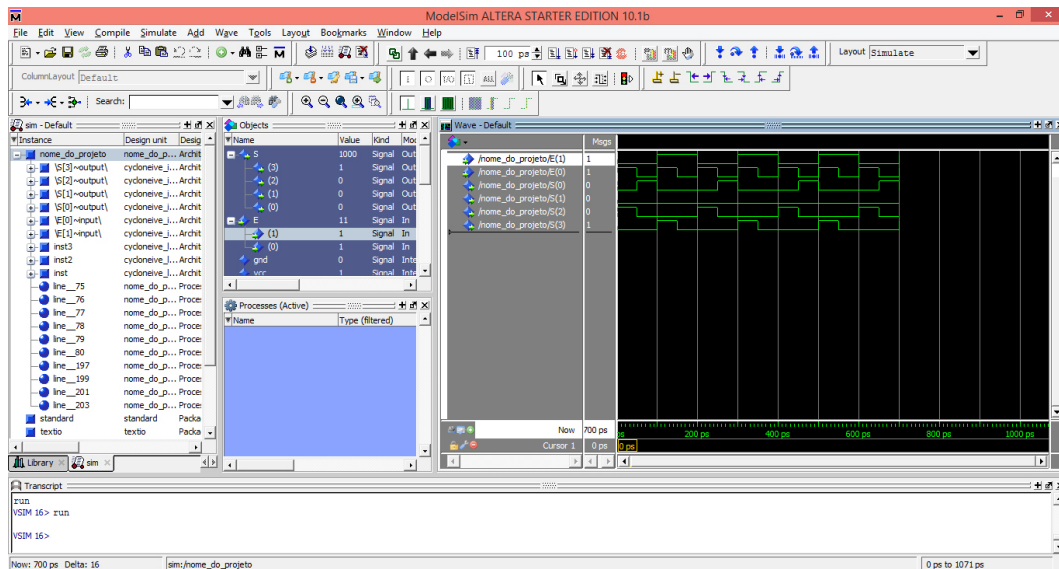 ModelSim ALTERA STARTER EDITION 10.1b
File Edit View Compile Simulate Add Wave Tools Layout Bookmarks Window Help
100 ps
Layout Simulate
ColumnLayout Default
Search:
sim - Default
Instance Design unit Desig
nome_do_projeto nome_do_p... Archit
\S[3]~output\ cycloneive_i... Archit
\S[2]~output\ cycloneive_i... Archit
\S[1]~output\ cycloneive_i... Archit
\S[0]~output\ cycloneive_i... Archit
\E[0]~input\ cycloneive_i... Archit
\E[1]~input\ cycloneive_i... Archit
inst3 cycloneive_l... Archit
inst2 cycloneive_l... Archit
inst cycloneive_l... Archit
line__75 nome_do_p... Proce
line__76 nome_do_p... Proce
line__77 nome_do_p... Proce
line__78 nome_do_p... Proce
line__79 nome_do_p... Proce
line__80 nome_do_p... Proce
line__197 nome_do_p... Proce
line__199 nome_do_p... Proce
line__201 nome_do_p... Proce
line__203 nome_do_p... Proce
standard standard Packa
textio textio Packa
Library sim
Objects
Name Value Kind Moc
S 1000 Signal Out
(3) 1 Signal Out
(2) 0 Signal Out
(1) 0 Signal Out
(0) 0 Signal Out
E 11 Signal In
(1) 1 Signal In
(0) 1 Signal In
gnd 0 Signal Inte
vcc 1 Signal Inte
Processes (Active)
Name Type (filtered)
Wave - Default
Msgs
/nome_do_projeto/E(1) 1
/nome_do_projeto/E(0) 1
/nome_do_projeto/S(0) 0
/nome_do_projeto/S(1) 0
/nome_do_projeto/S(2) 0
/nome_do_projeto/S(3) 1
Now 700 ps
ps 200 ps 400 ps 600 ps 800 ps 1000 ps
Cursor 1 0 ps 0 ps
Transcript
run
VSIM 16> run
VSIM 16>
Now: 700 ps Delta: 16 sim:/nome_do_projeto 0 ps to 1071 ps